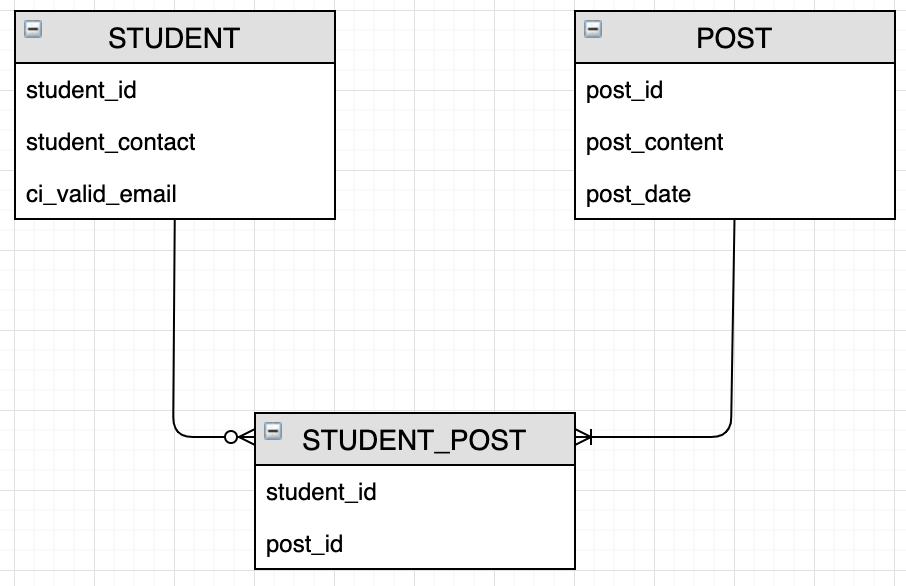 STUDENT
student_id
student_contact
ci_valid_email
POST
post_id
post_content
post_date
STUDENT_POST
student_id
post_id